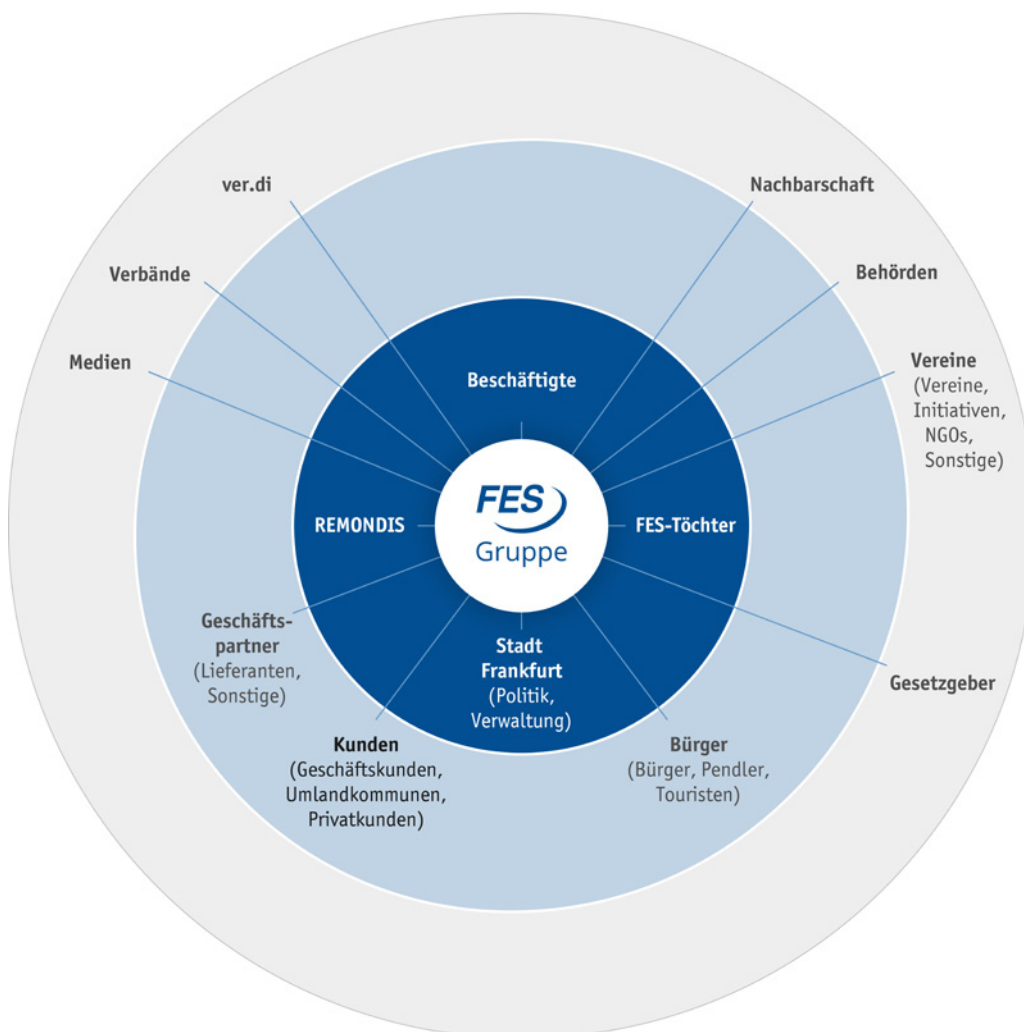 ver.di
Nachbarschaft
Verbände
Behörden
Medien
Vereine
(Vereine,
Initiativen,
NGOs,
Sonstige)
Beschäftigte
REMONDIS
FES
Gruppe
FES-Töchter
Geschäfts-
partner
(Lieferanten,
Sonstige)
Stadt
Frankfurt
(Politik,
Verwaltung)
Gesetzgeber
Kunden
(Geschäftskunden,
Umlandkommunen,
Privatkunden)
Bürger
(Bürger, Pendler,
Touristen)